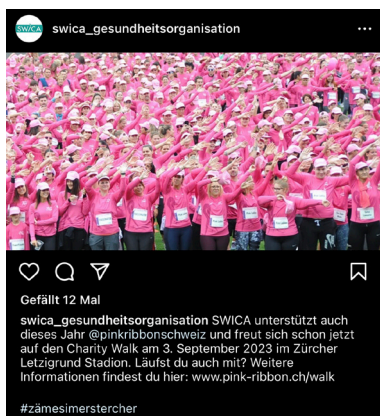 SWICA
swica_gesundheitsorganisation
Gefällt 12 Mal
swica_gesundheitsorganisation SWICA unterstützt auch
dieses Jahr @pinkribbonschweiz und freut sich schon jetzt
auf den Charity Walk am 3. September 2023 im Zürcher
Letzigrund Stadion. Läufst du auch mit? Weitere
Informationen findest du hier: www.pink-ribbon.ch/walk
#zämesimerstercher